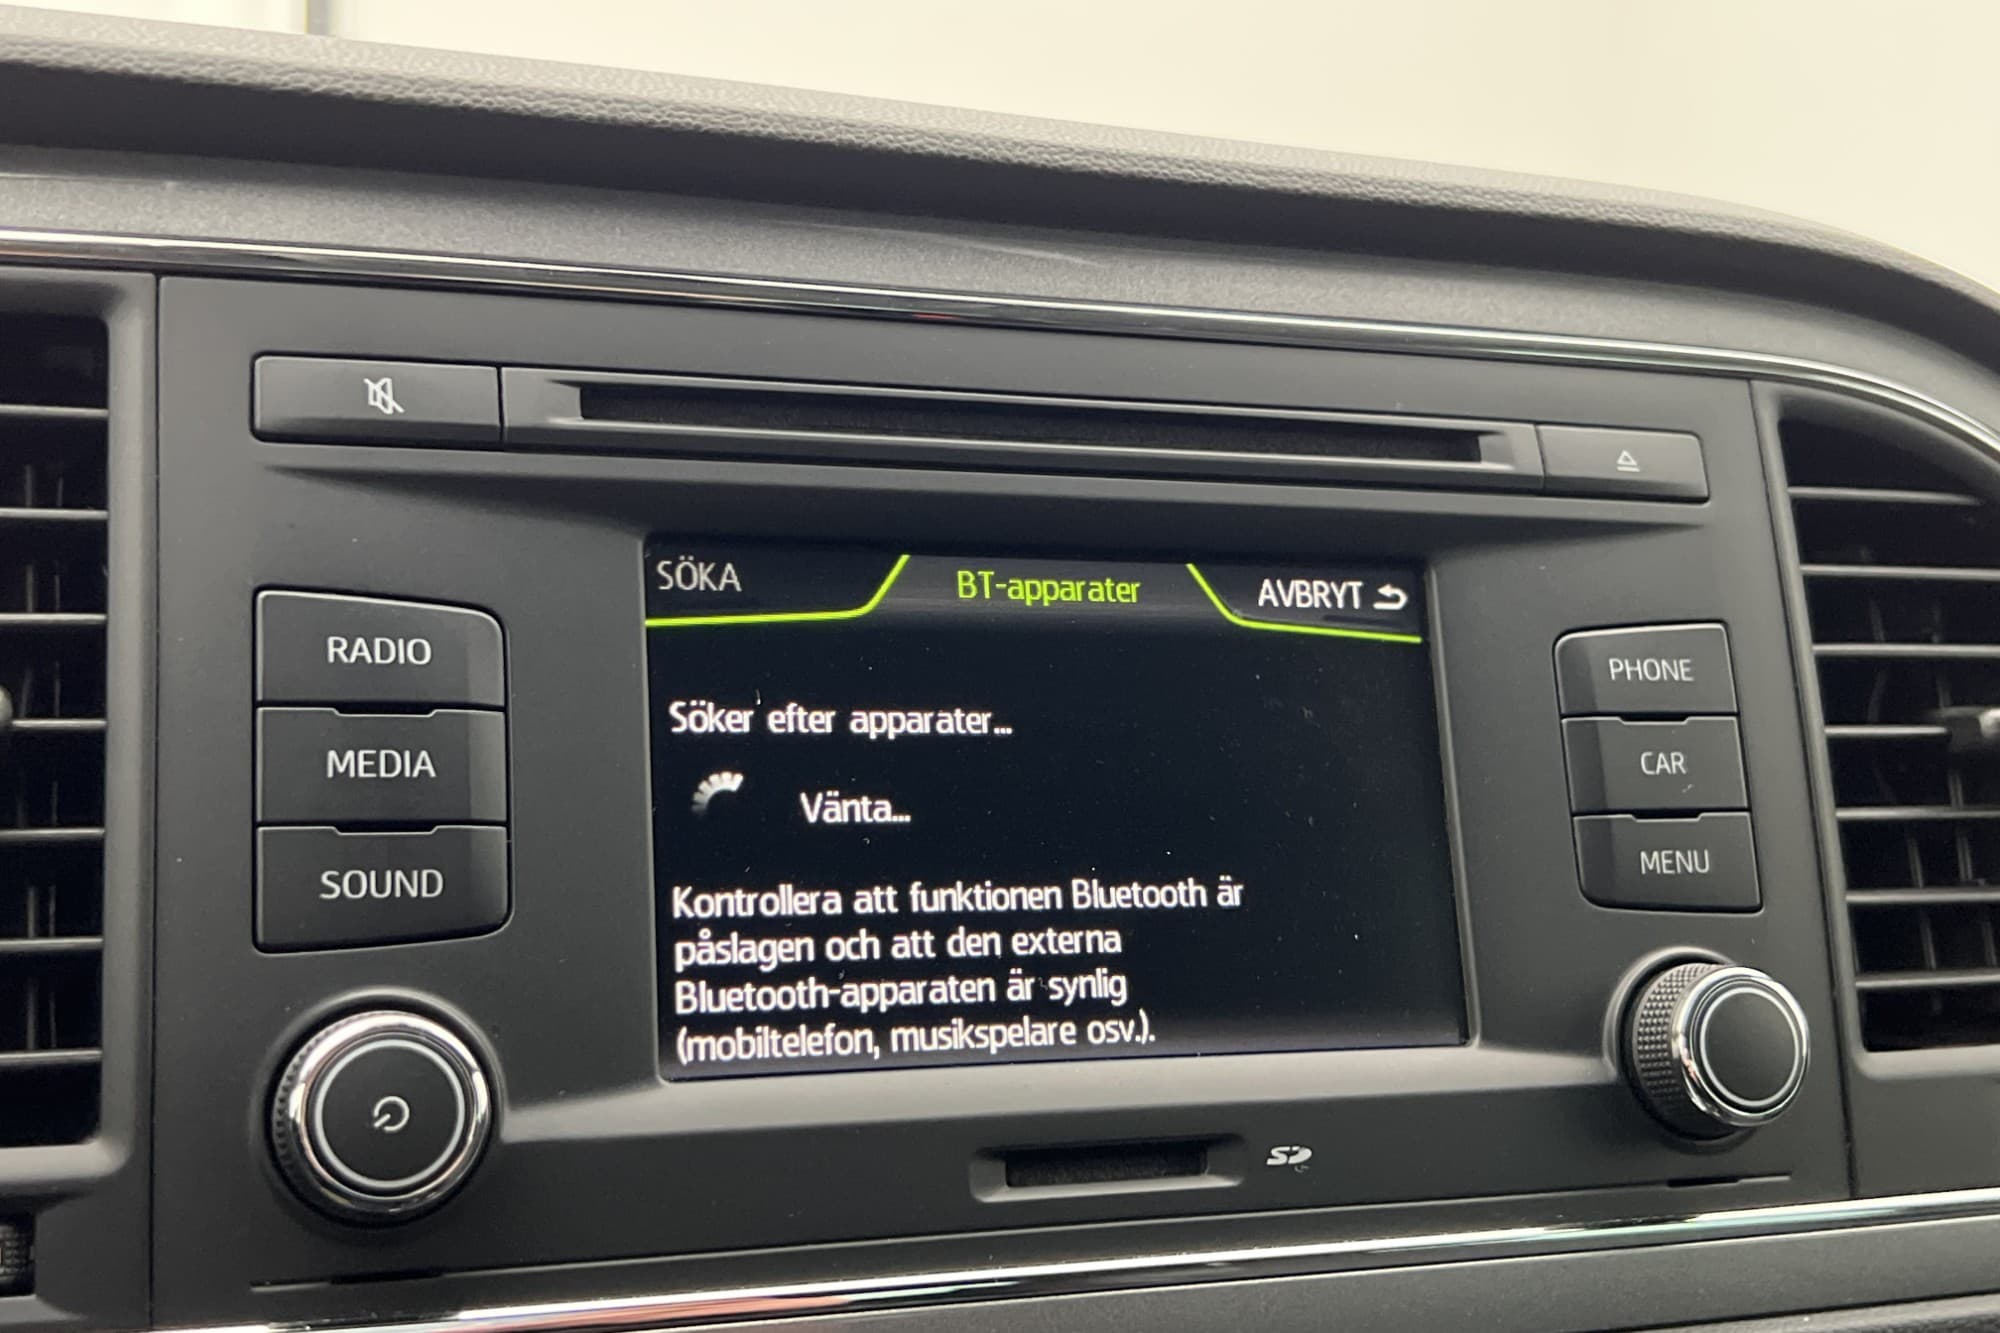 SÖKA
BT-apparater
AVBRYT
RADIO
MEDIA
SOUND
Söker efter apparater...
Vänta...
Kontrollera att funktionen Bluetooth är
påslagen och att den externa
Bluetooth-apparaten är synlig
(mobiltelefon, musikspelare osv.).
PHONE
CAR
MENU
SD